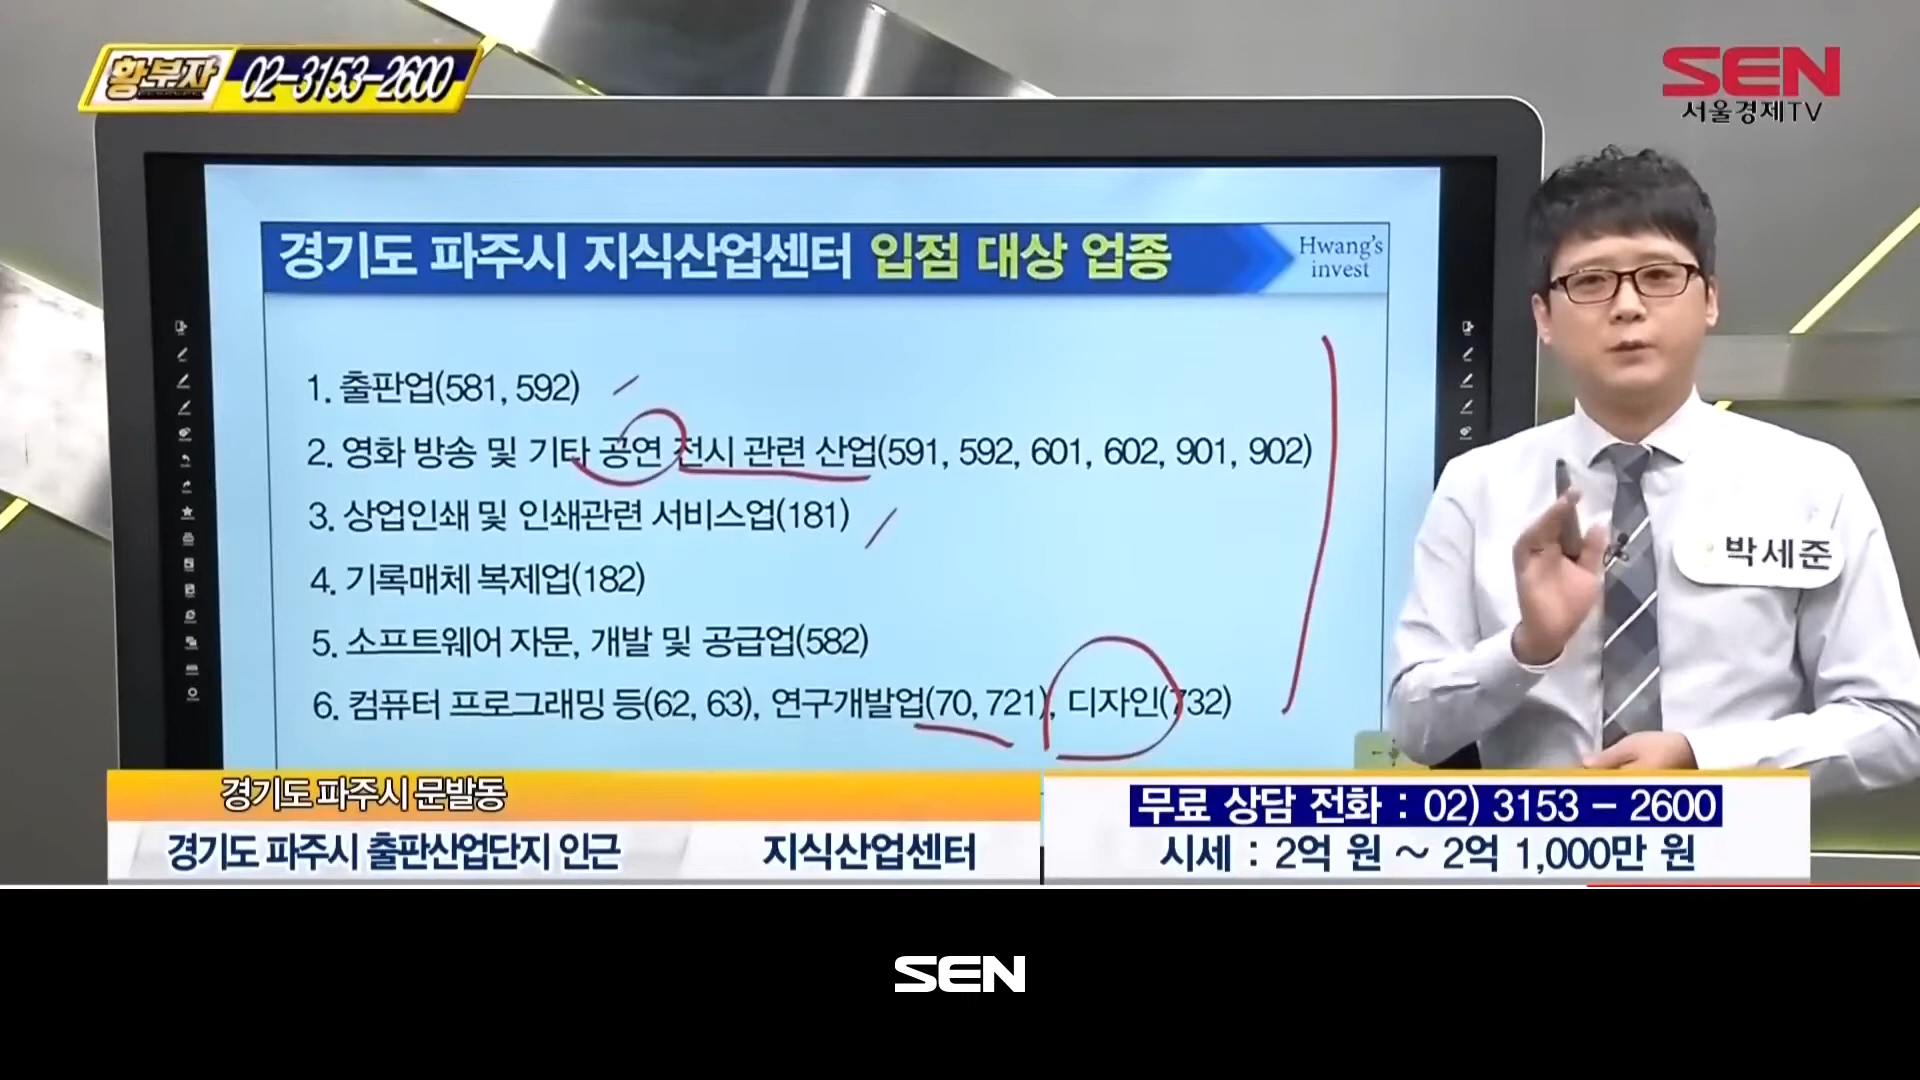 황부자 02-3153-2600
SEN
서울경제TV
경기도 파주시 지식산업센터 입점 대상 업종
Hwang's
invest
1. 출판업(581, 592)
2. 영화 방송 및 기타 공연 전시 관련 산업(591, 592, 601, 602, 901, 902)
3. 상업인쇄 및 인쇄관련 서비스업(181)
4. 기록매체 복제업(182)
5. 소프트웨어 자문, 개발 및 공급업(582)
6. 컴퓨터 프로그래밍 등(62, 63), 연구개발업(70, 721), 디자인(732)
박세준
경기도 파주시 문발동
경기도 파주시 출판산업단지 인근 지식산업센터
무료 상담 전화 : 02) 3153 - 2600
시세 : 2억 원 ~ 2억 1,000만 원
SEN